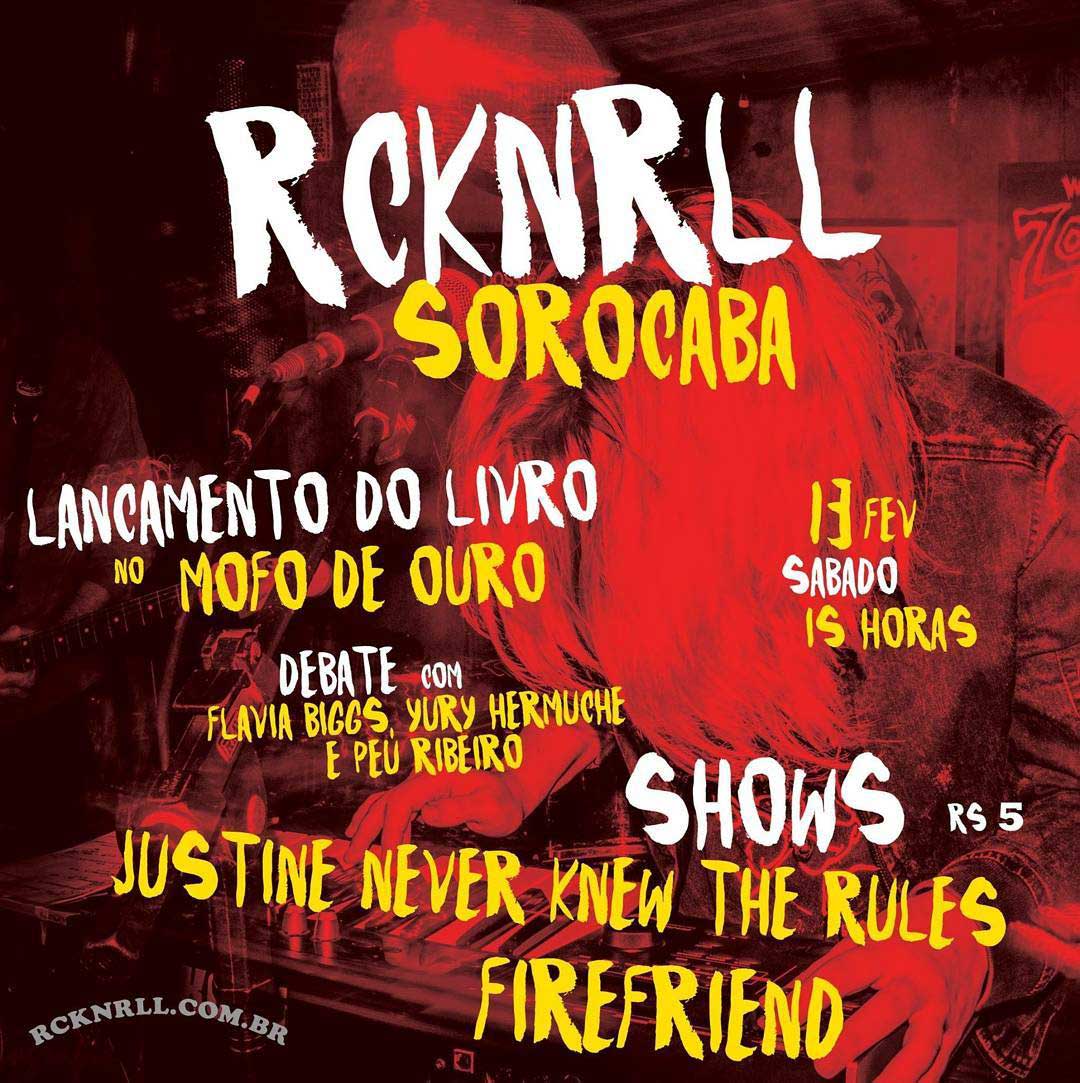 RCKNRLL
SOROCABA
LANCAMENTO DO LIVRO
NO MOFO DE OURO
13 FEV
SABADO
15 HORAS
DEBATE COM
FLAVIA BIGGS, YURY HERMUCHE
E PEU RIBEIRO
SHOWS RS 5
JUSTINE NEVER KNEW THE RULES
FIREFRIEND
RCKNRLL.COM.BR